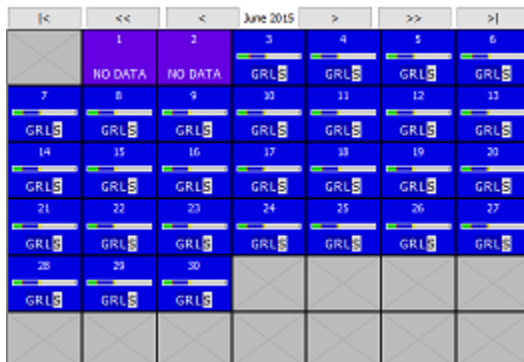 |< << < June 2015 > >> >|
1 2 3 4 5 6
NO DATA NO DATA GRLS GRLS GRLS GRLS
7 8 9 10 11 12 13
GRLS GRLS GRLS GRLS GRLS GRLS GRLS
14 15 16 17 18 19 20
GRLS GRLS GRLS GRLS GRLS GRLS GRLS
21 22 23 24 25 26 27
GRLS GRLS GRLS GRLS GRLS GRLS GRLS
28 29 30
GRLS GRLS GRLS